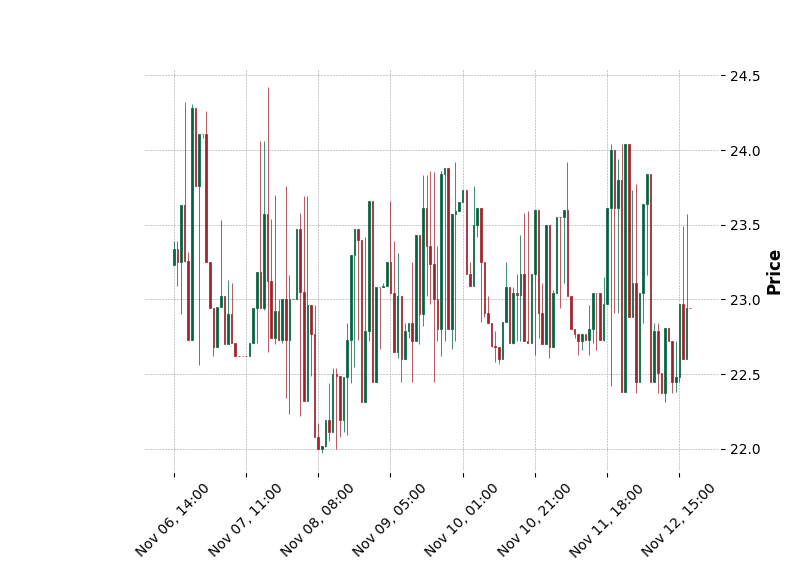 24.5
24.0
23.5
23.0
22.5
22.0
Price
Nov 06, 14:00
Nov 07, 11:00
Nov 08, 08:00
Nov 09, 05:00
Nov 10, 01:00
Nov 10, 21:00
Nov 11, 18:00
Nov 12, 15:00